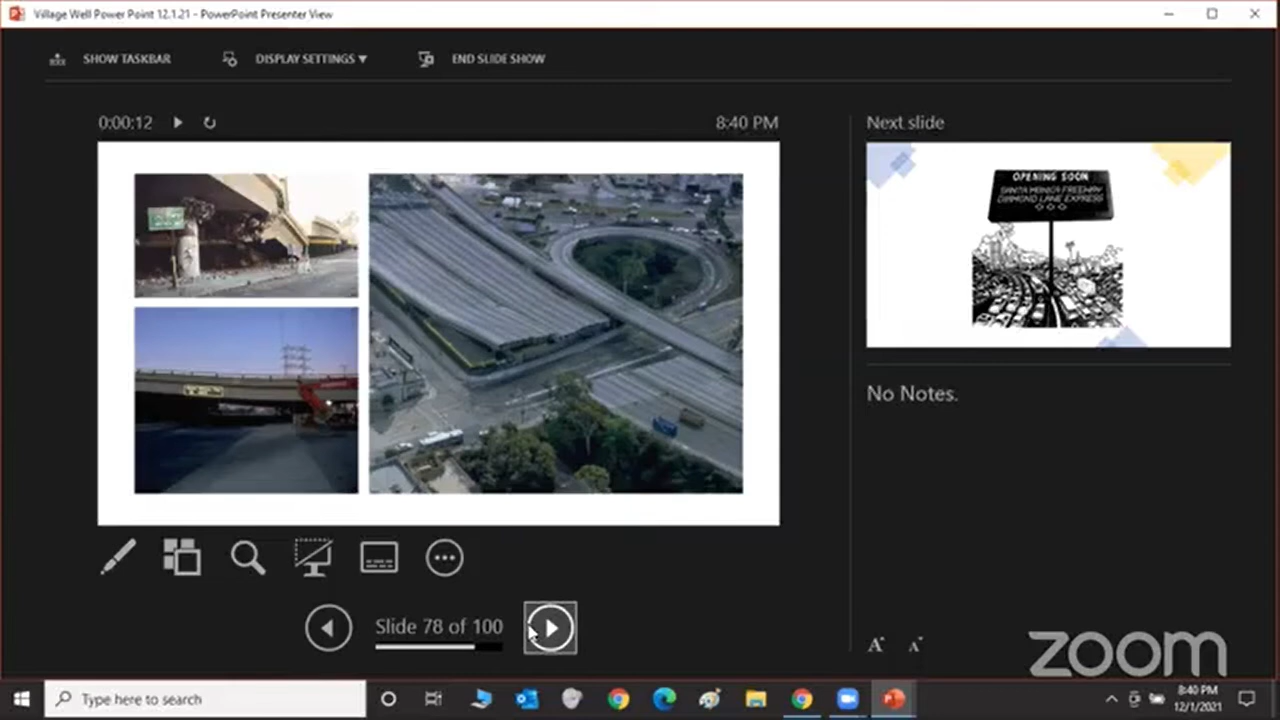 Village Well Power Point 12.1.21 - PowerPoint Presenter View
SHOW TASKBAR
DISPLAY SETTINGS
END SLIDE SHOW
0:00:12
8:40 PM
Next slide
OPENING SOON
SANTA MONICA FREEWAY
DIAMOND LANE EXPRESS
No Notes.
Slide 78 of 100
A A
zoom
Type here to search
8:40 PM
12/1/2021